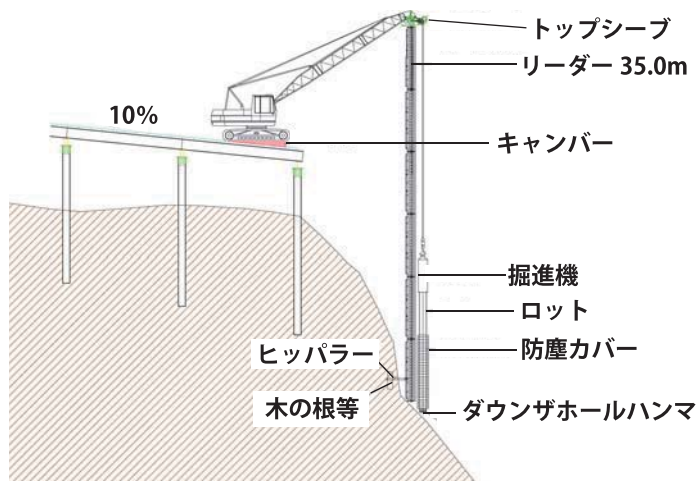 トップシーブ
リーダー 35.0m
10%
キャンバー
掘進機
ロット
防塵カバー
ヒッパラー
木の根等
ダウンザホールハンマ